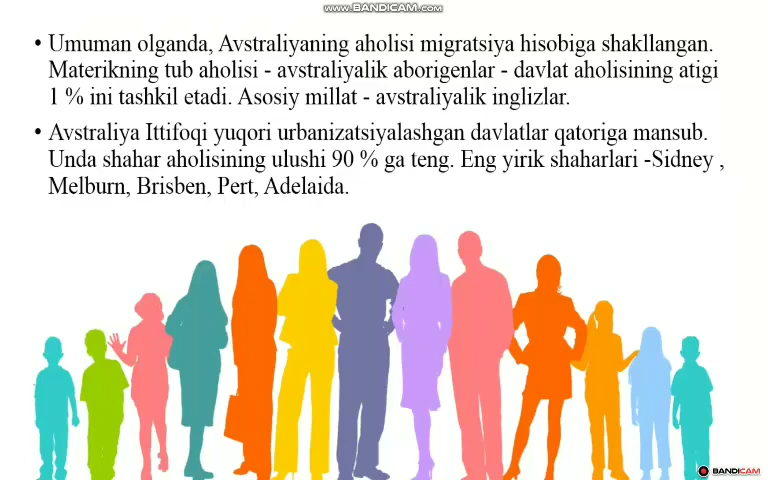 www.BANDICAM.com
• Umuman olganda, Avstraliyaning aholisi migratsiya hisobiga shakllangan.
Materikning tub aholisi - avstraliyalik aborigenlar - davlat aholisining atigi
1 % ini tashkil etadi. Asosiy millat - avstraliyalik inglizlar.
• Avstraliya Ittifoqi yuqori urbanizatsiyalashgan davlatlar qatoriga mansub.
Unda shahar aholisining ulushi 90 % ga teng. Eng yirik shaharlari -Sidney ,
Melburn, Brisben, Pert, Adelaida.
BANDICAM